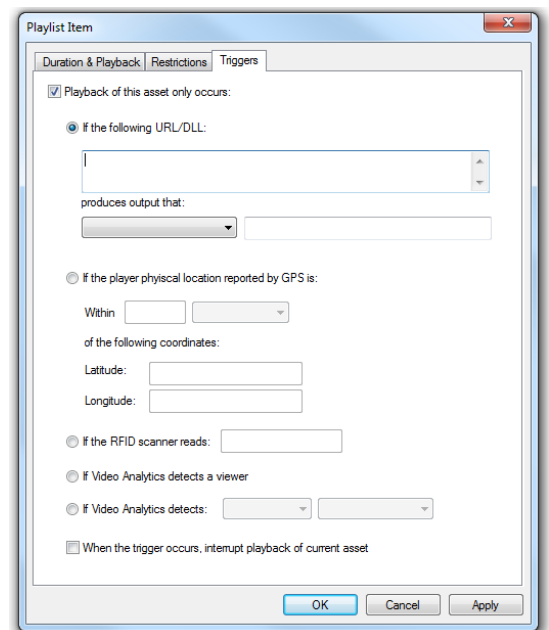 Playlist Item
Duration & Playback Restrictions Triggers
Playback of this asset only occurs:
If the following URL/DLL:
produces output that:
If the player phyiscal location reported by GPS is:
Within
of the following coordinates:
Latitude:
Longitude:
If the RFID scanner reads:
If Video Analytics detects a viewer
If Video Analytics detects:
When the trigger occurs, interrupt playback of current asset
OK Cancel Apply